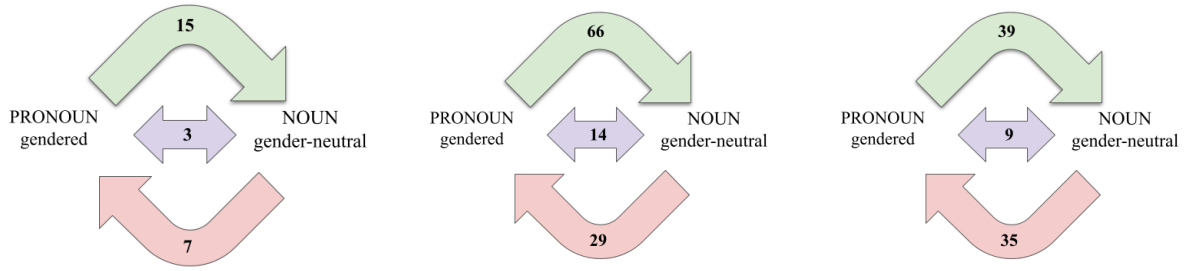 15
PRONOUN
gendered
3
NOUN
gender-neutral
7
66
PRONOUN
gendered
14
NOUN
gender-neutral
29
39
PRONOUN
gendered
9
NOUN
gender-neutral
35